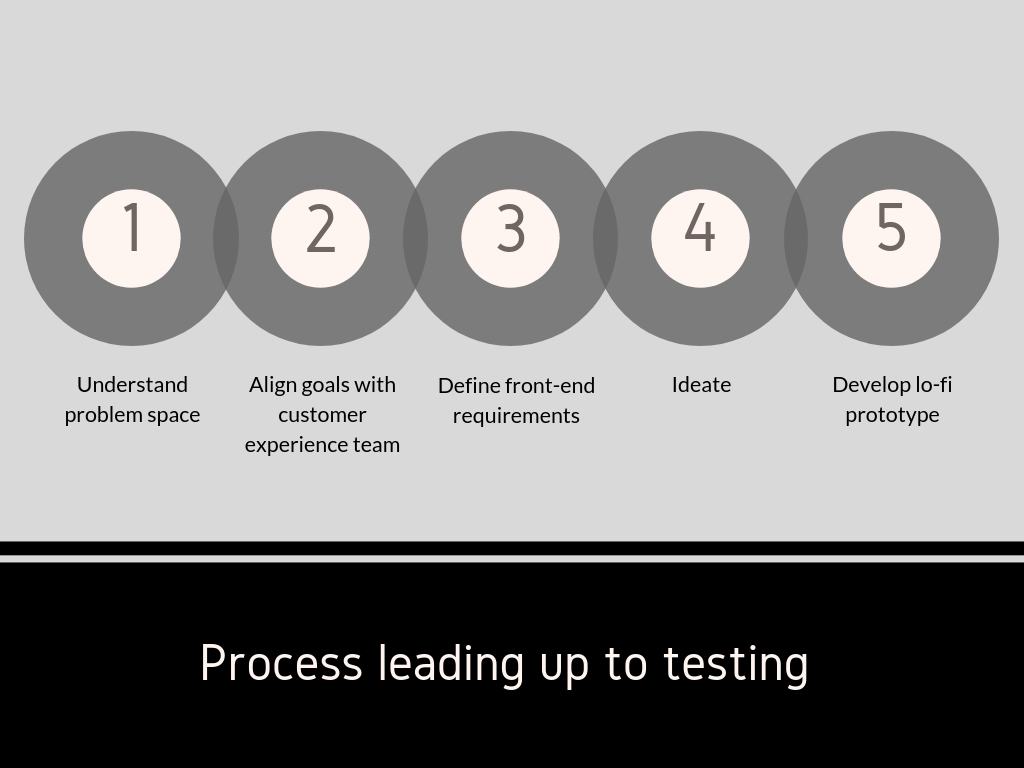 1
2
3
4
5
Understand
problem space
Align goals with
customer
experience team
Define front-end
requirements
Ideate
Develop lo-fi
prototype
Process leading up to testing